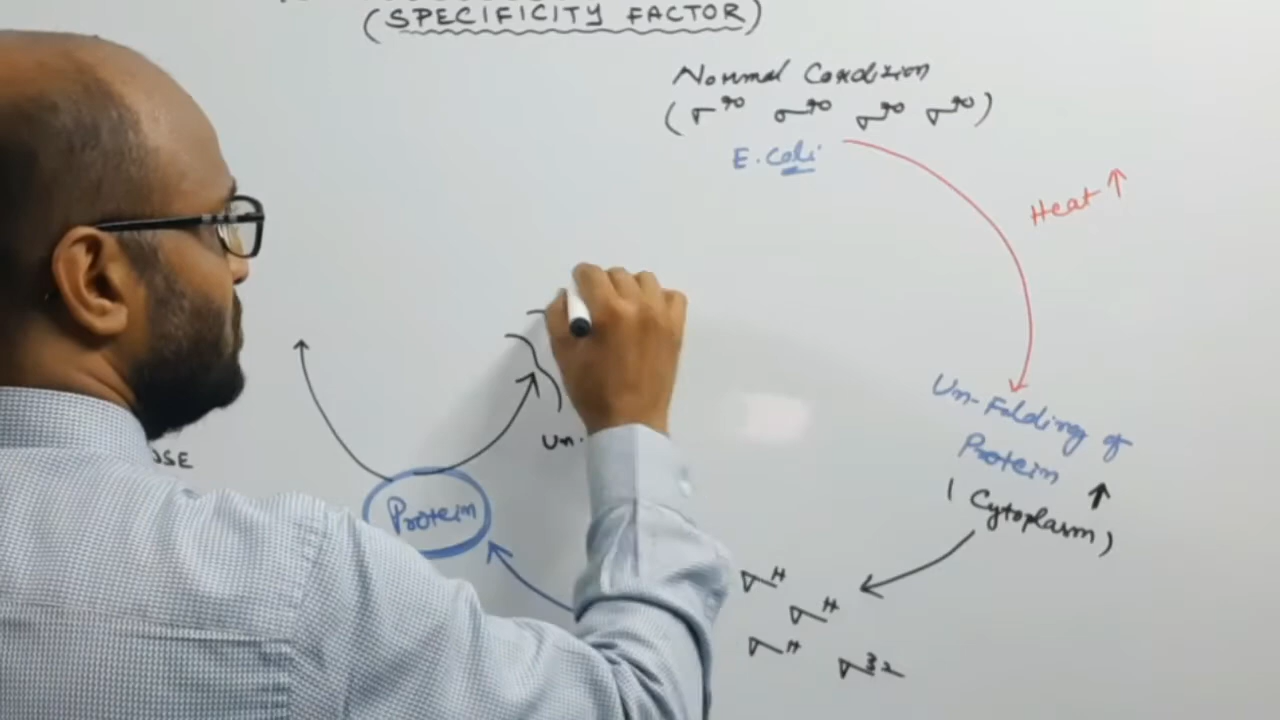 (SPECIFICITY FACTOR)
Normal Condition
(σ⁷⁰ σ⁷⁰ σ⁷⁰ σ⁷⁰)
E. Coli
Heat ↑
Un-Folding of
Protein ↑
(Cytoplasm)
Un.
Protein
σᴴ
σᴴ
σᴴ σ³²